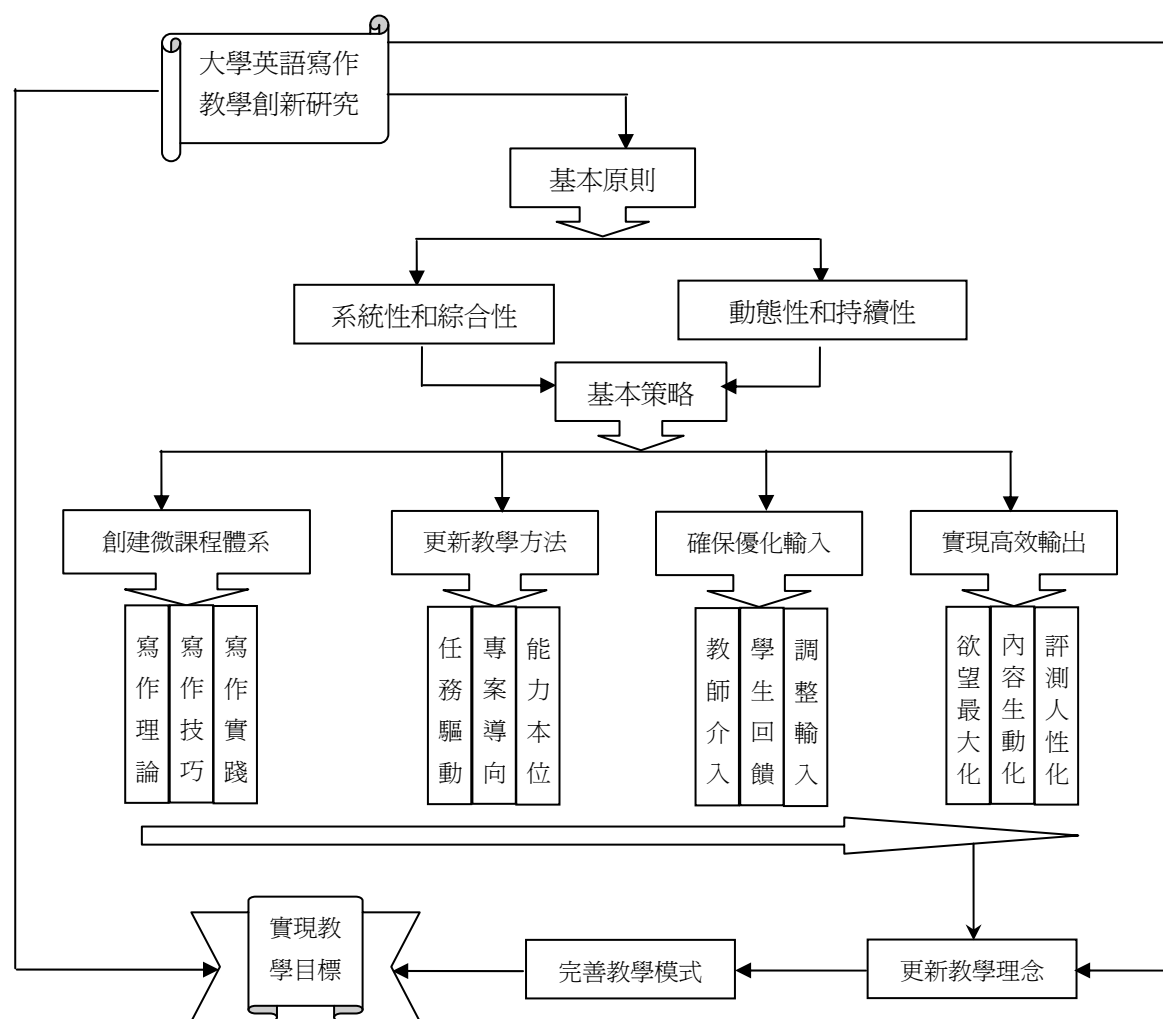 大學英語寫作
教學創新研究
基本原則
系統性和綜合性
動態性和持續性
基本策略
創建微課程體系
更新教學方法
確保優化輸入
實現高效輸出
寫作理論
寫作技巧
寫作實踐
任務驅動
專案導向
能力本位
教師介入
學生回饋
調整輸入
欲望最大化
內容生動化
評測人性化
實現教
學目標
完善教學模式
更新教學理念